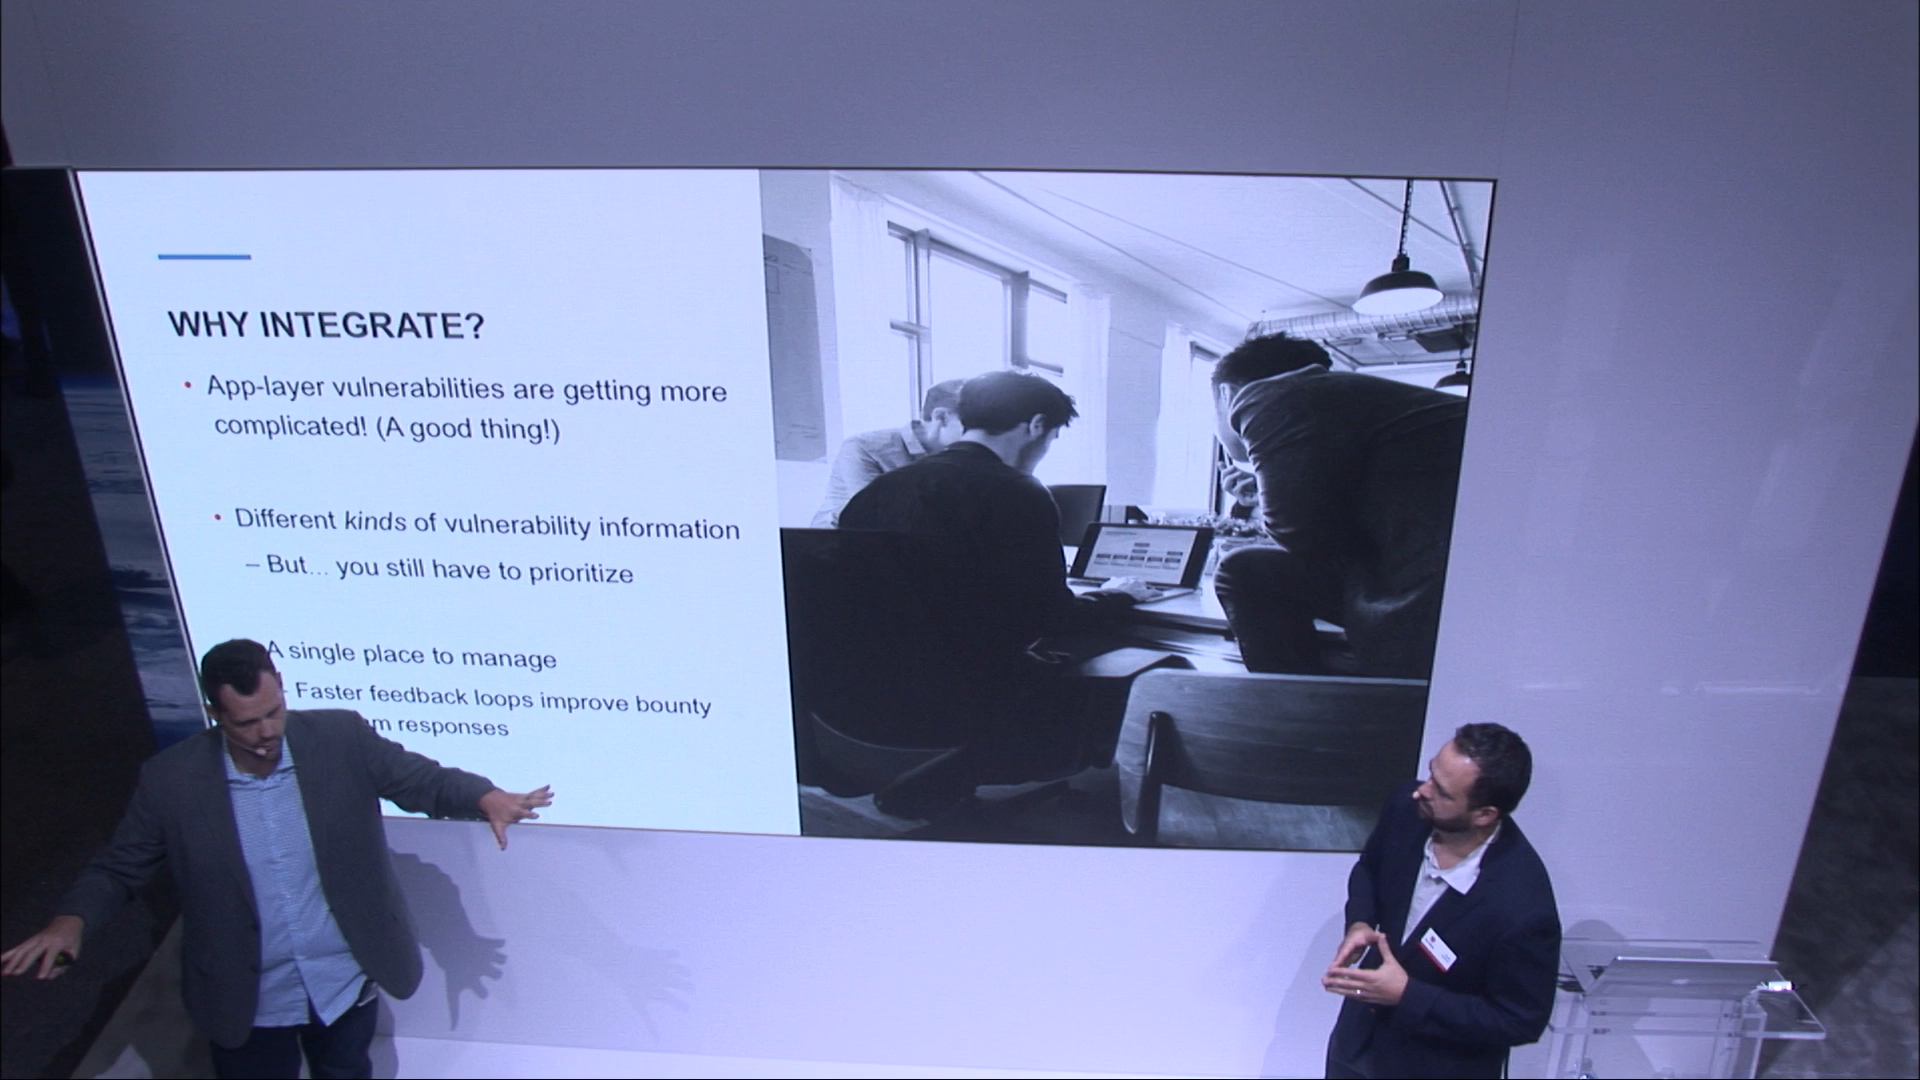 WHY INTEGRATE?
• App-layer vulnerabilities are getting more
complicated! (A good thing!)
• Different kinds of vulnerability information
– But... you still have to prioritize
A single place to manage
- Faster feedback loops improve bounty
responses